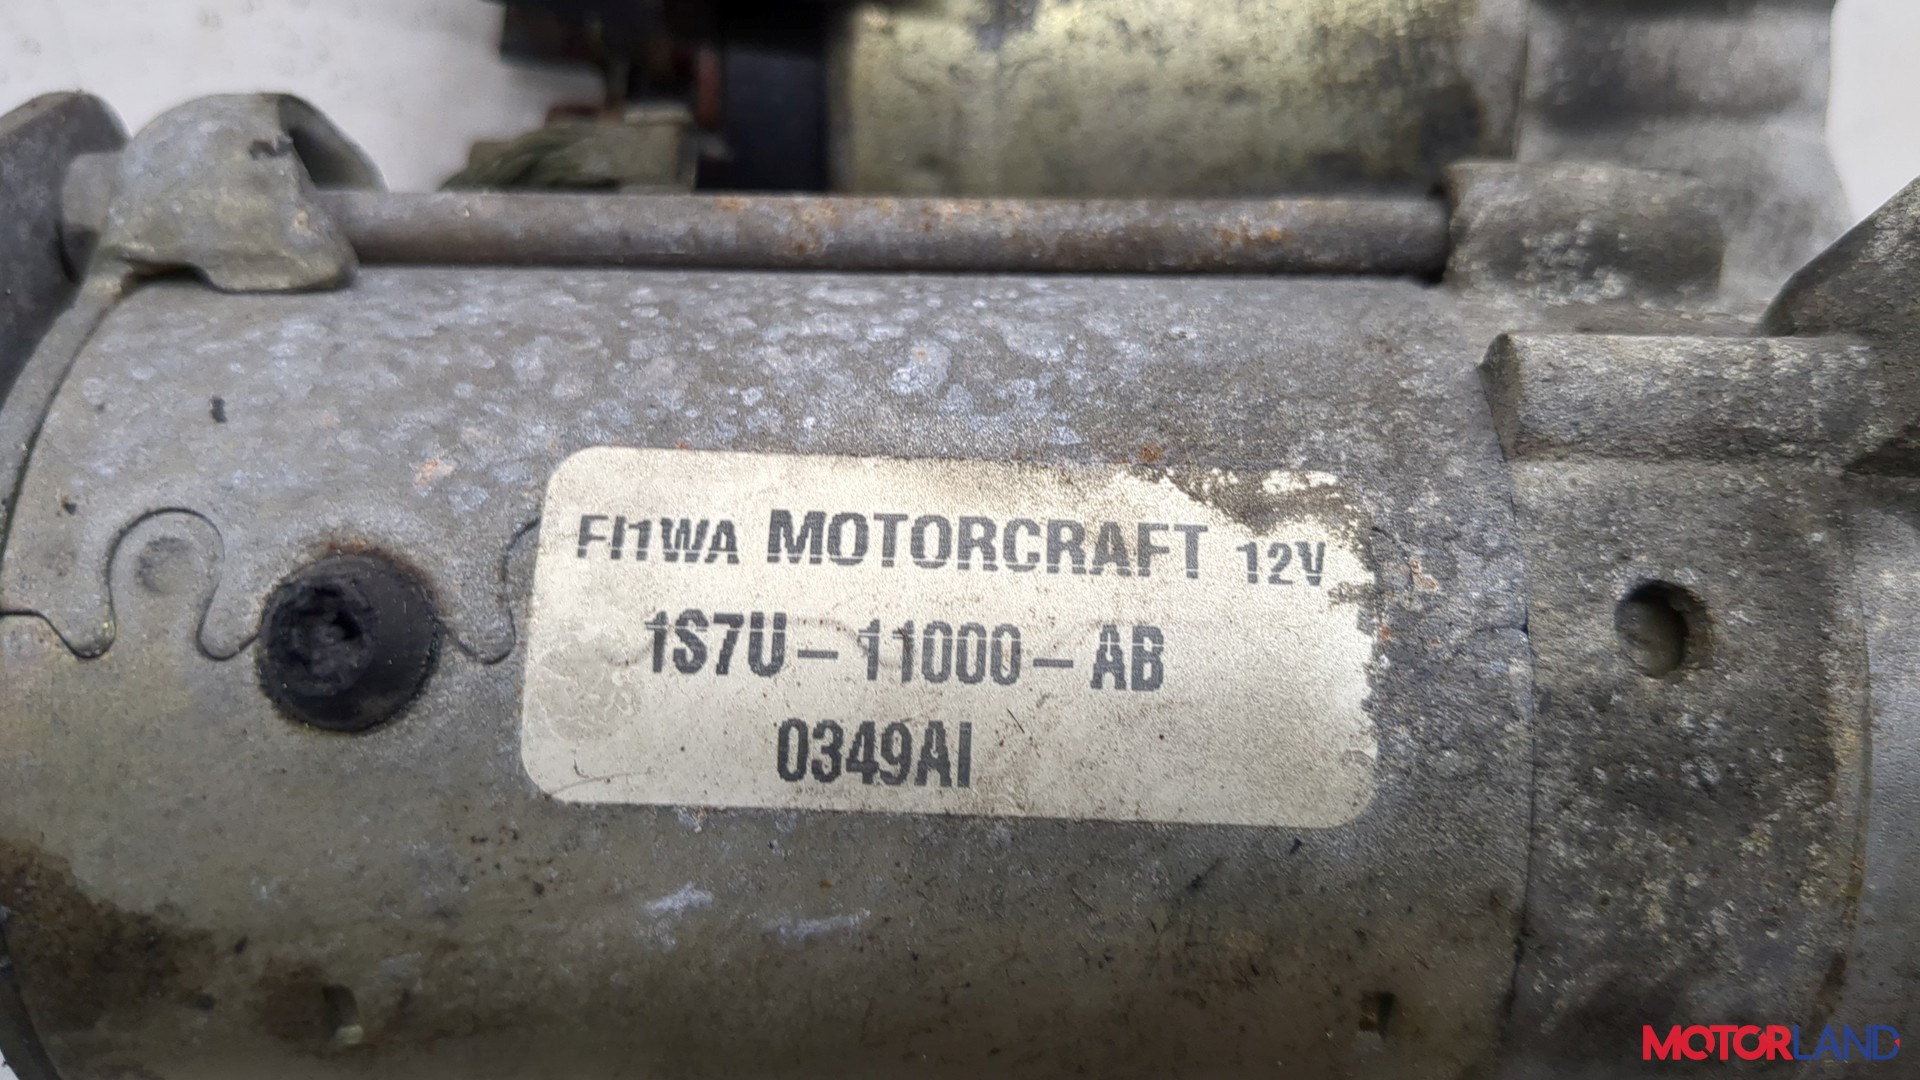 FI1WA MOTORCRAFT 12V
1S7U-11000-AB
0349AI
MOTORLAND